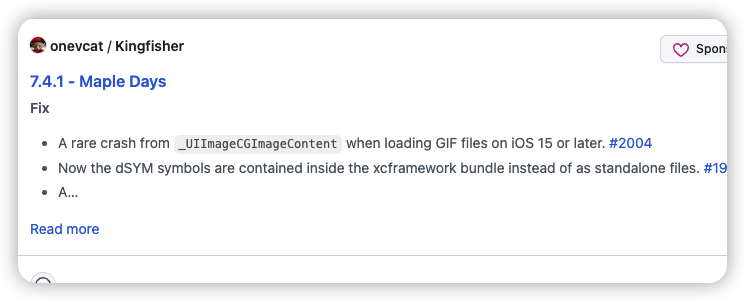 onevcat / Kingfisher
7.4.1 - Maple Days
Fix
A rare crash from _UIImageCGImageContent when loading GIF files on iOS 15 or later. #2004
Now the dSYM symbols are contained inside the xcframework bundle instead of as standalone files.
A...
Read more